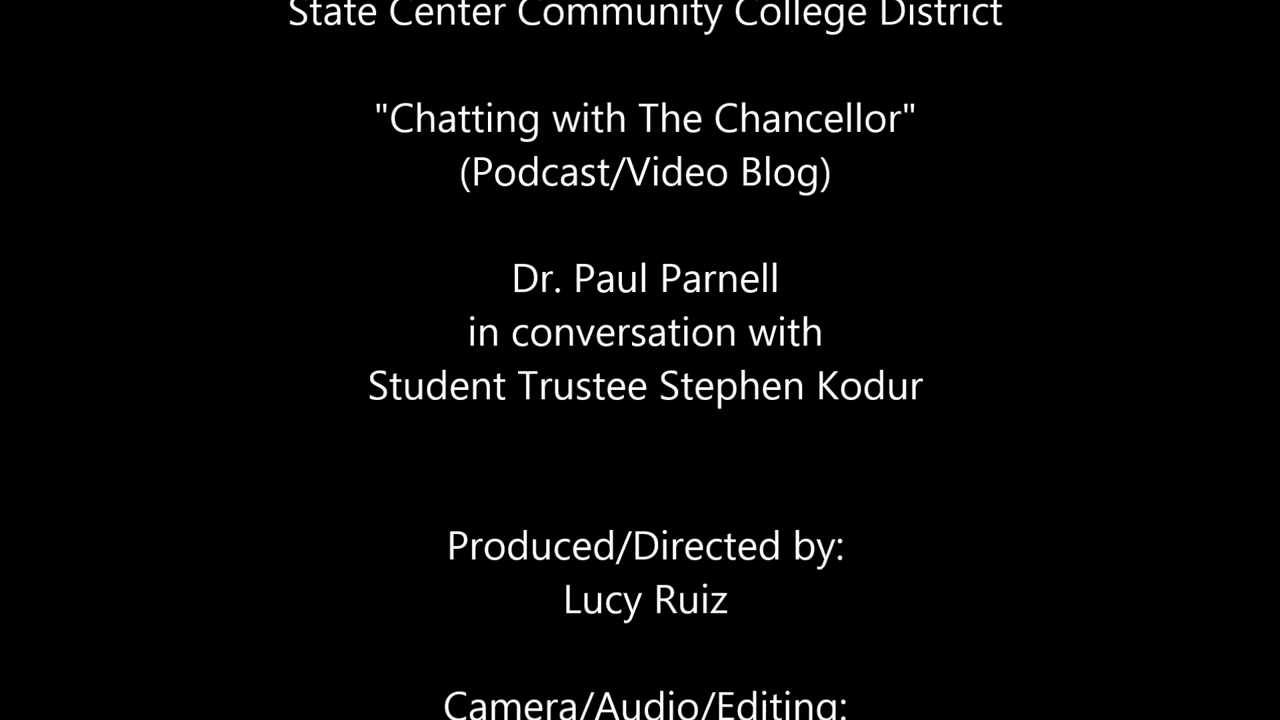 State Center Community College District
"Chatting with The Chancellor"
(Podcast/Video Blog)
Dr. Paul Parnell
in conversation with
Student Trustee Stephen Kodur
Produced/Directed by:
Lucy Ruiz
Camera/Audio/Editing: